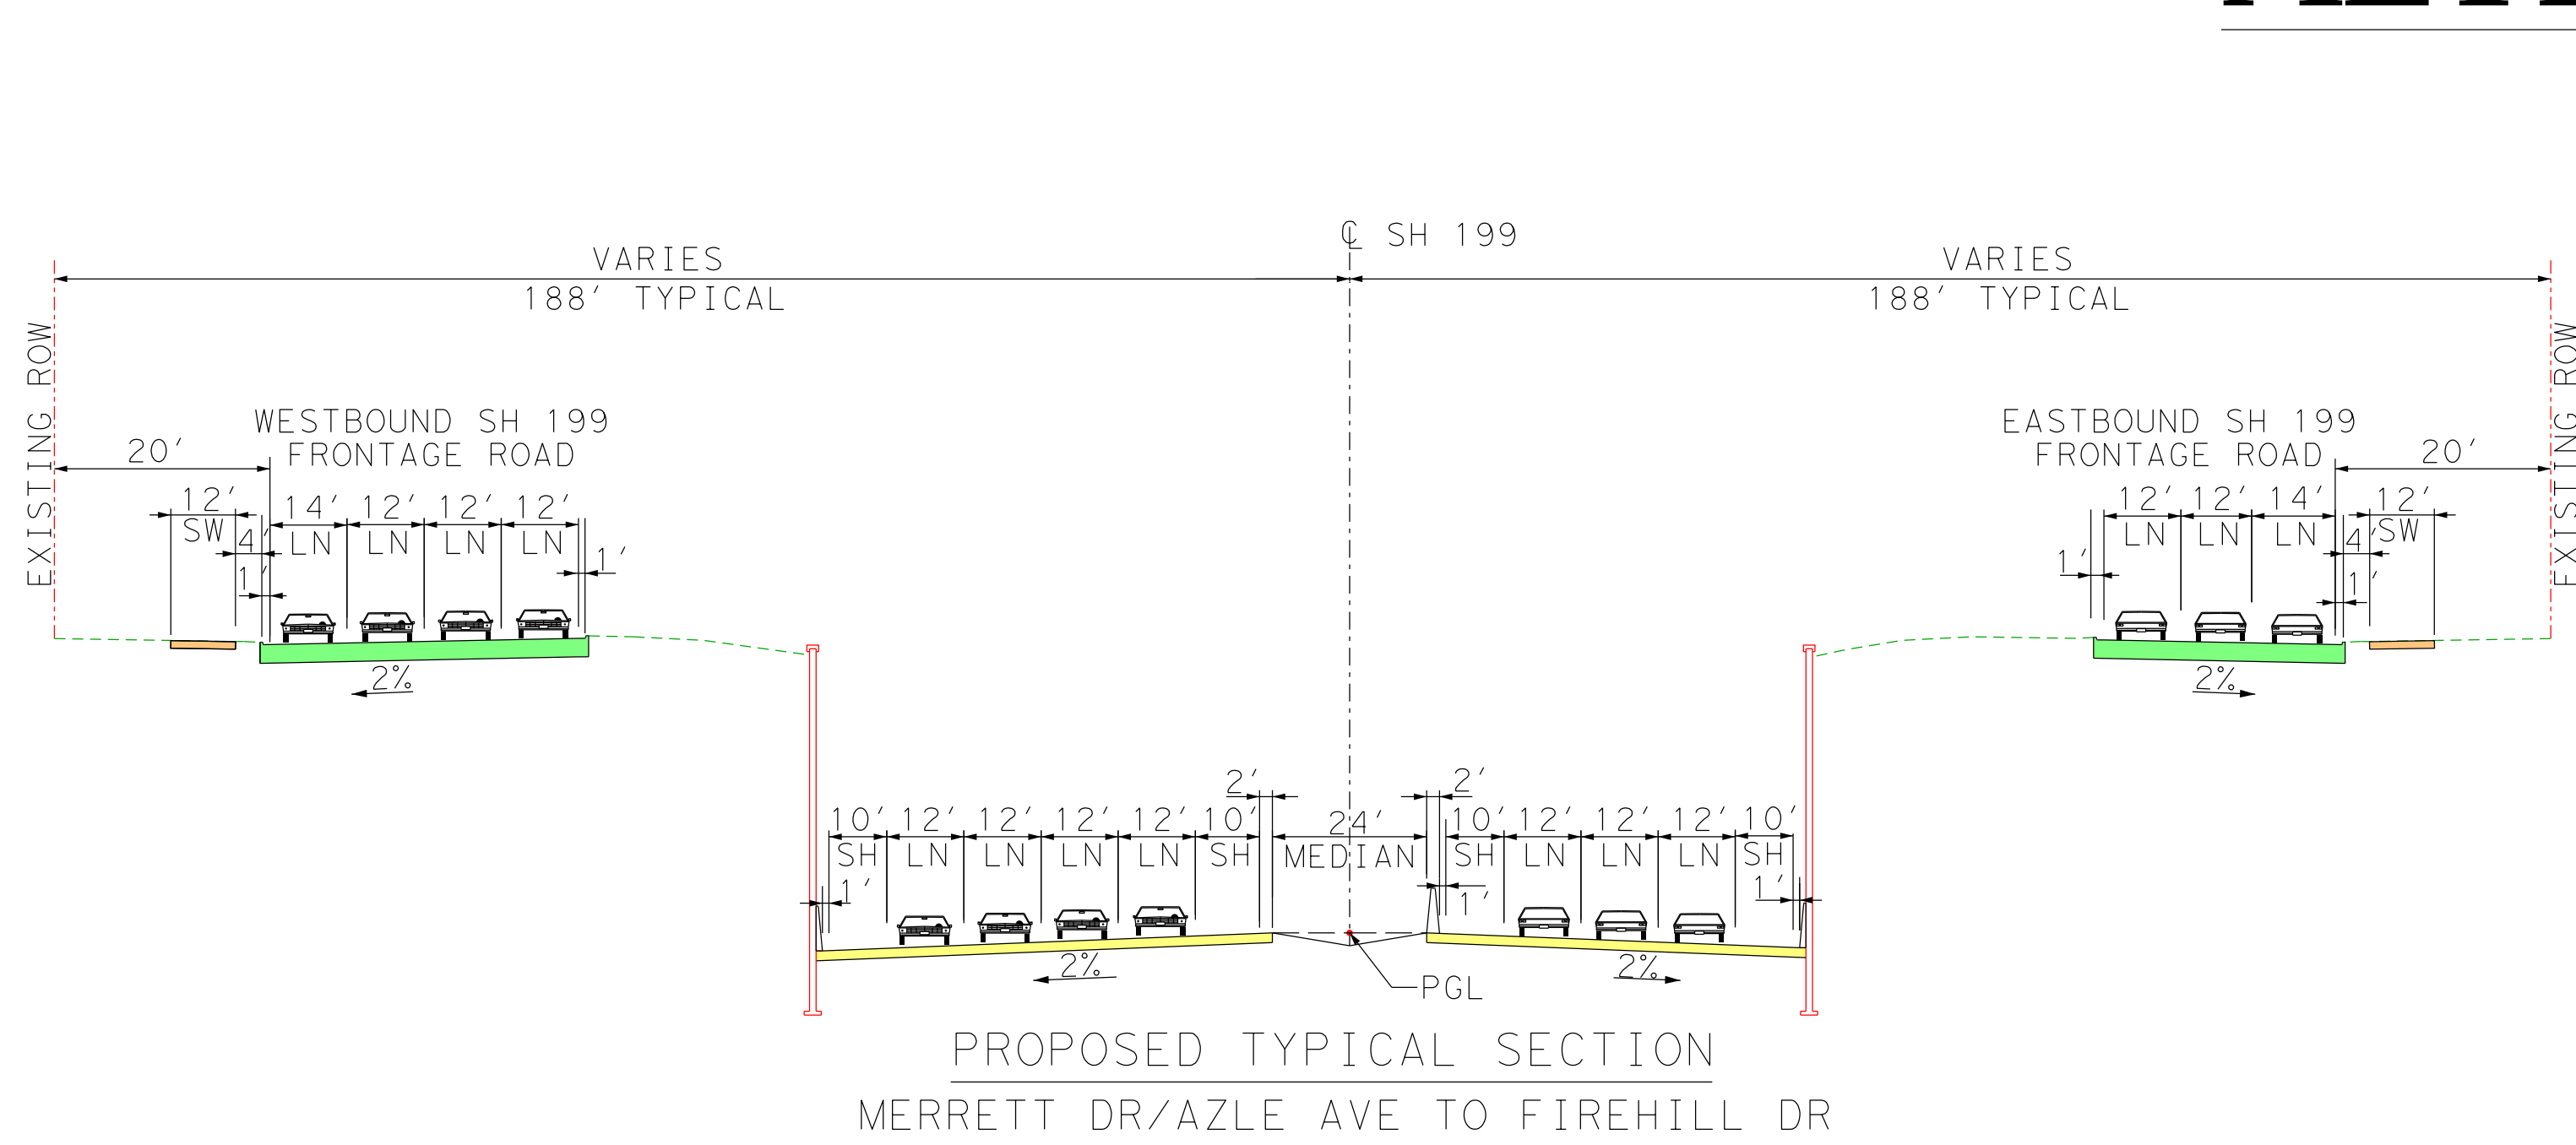 ℄ SH 199
VARIES
188' TYPICAL
VARIES
188' TYPICAL
EXISTING ROW
EXISTING ROW
WESTBOUND SH 199
FRONTAGE ROAD
EASTBOUND SH 199
FRONTAGE ROAD
20'
20'
12'
SW
4'
1'
14'
LN
12'
LN
12'
LN
12'
LN
1'
1'
12'
LN
12'
LN
14'
LN
4'
1'
12'
SW
2%
2%
10'
SH
1'
12'
LN
12'
LN
12'
LN
12'
LN
10'
SH
2'
24'
MEDIAN
2'
1'
10'
SH
12'
LN
12'
LN
12'
LN
10'
SH
1'
2%
2%
PGL
PROPOSED TYPICAL SECTION
MERRETT DR/AZLE AVE TO FIREHILL DR